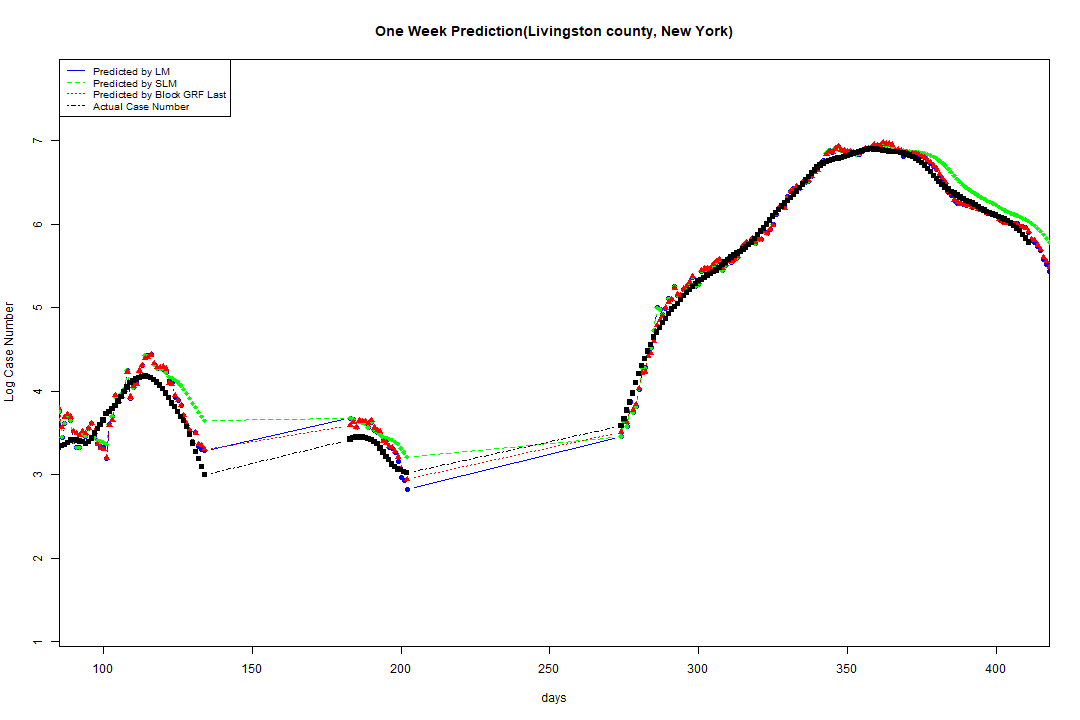 One Week Prediction(Livingston county, New York)
Predicted by LM
Predicted by SLM
Predicted by Block GRF Last
Actual Case Number
Log Case Number
7
6
5
4
3
2
1
100 150 200 250 300 350 400
days